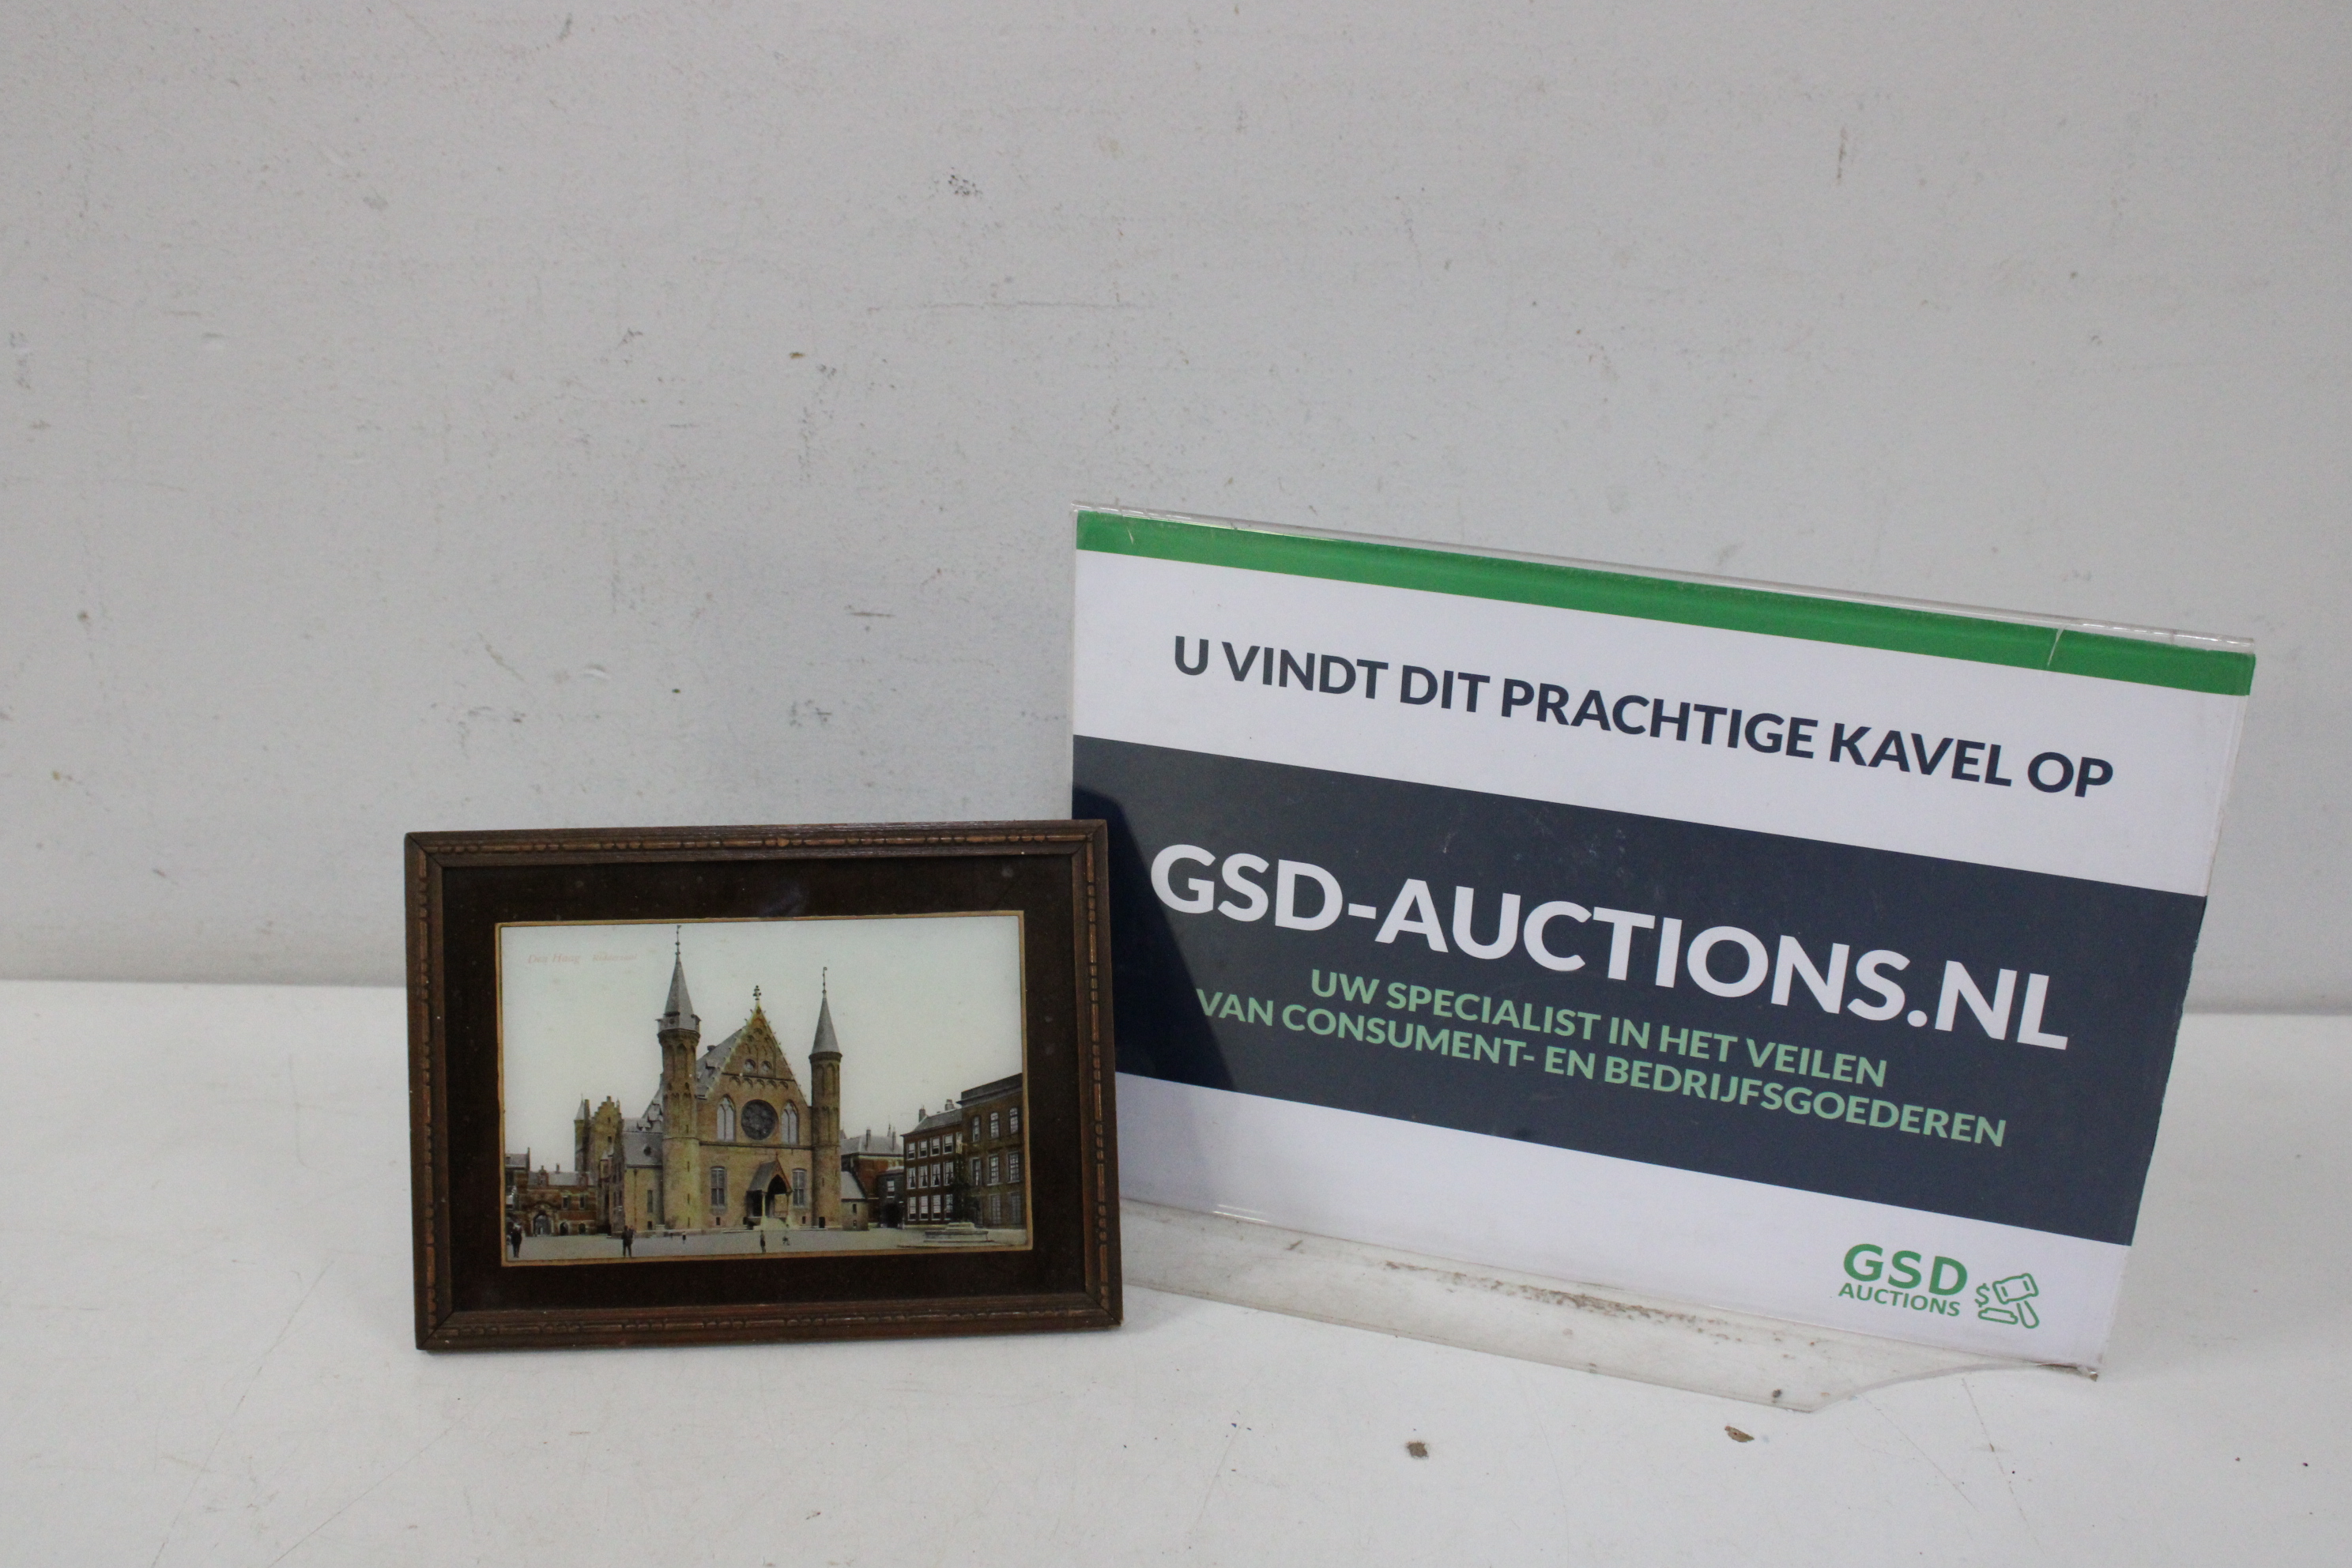 U VINDT DIT PRACHTIGE KAVEL OP
GSD-AUCTIONS.NL
UW SPECIALIST IN HET VEILEN
VAN CONSUMENT- EN BEDRIJFSGOEDEREN
GSD
AUCTIONS
Den Haag